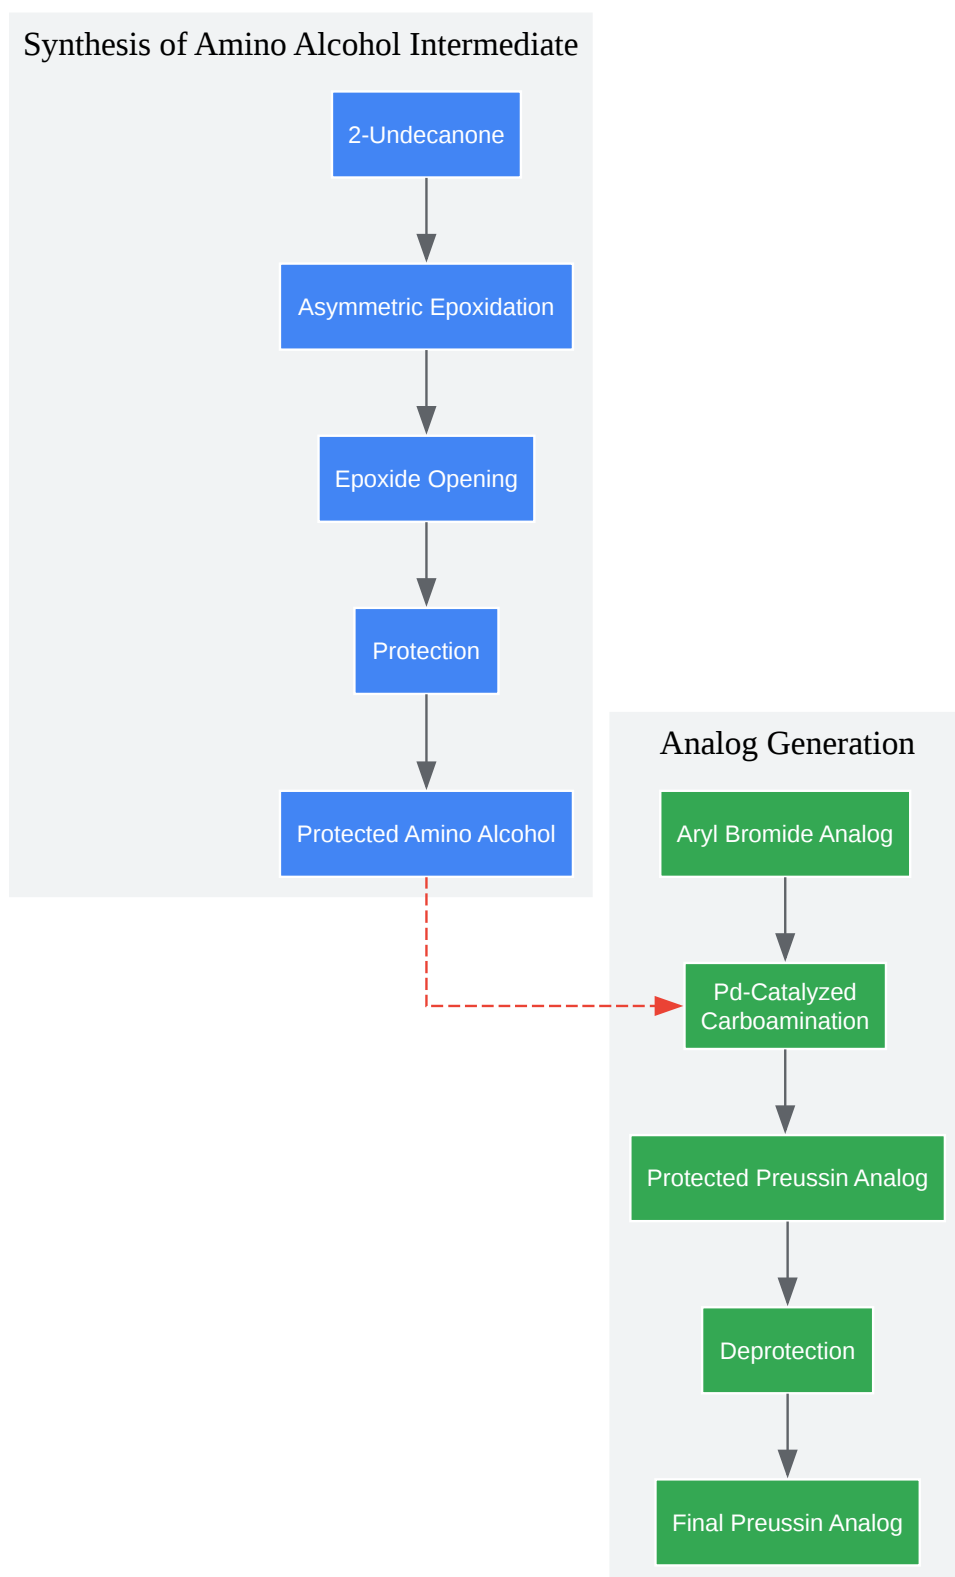 Synthesis of Amino Alcohol Intermediate
2-Undecanone
Asymmetric Epoxidation
Epoxide Opening
Protection
Protected Amino Alcohol
Analog Generation
Aryl Bromide Analog
Pd-Catalyzed
Carboamination
Protected Preussin Analog
Deprotection
Final Preussin Analog